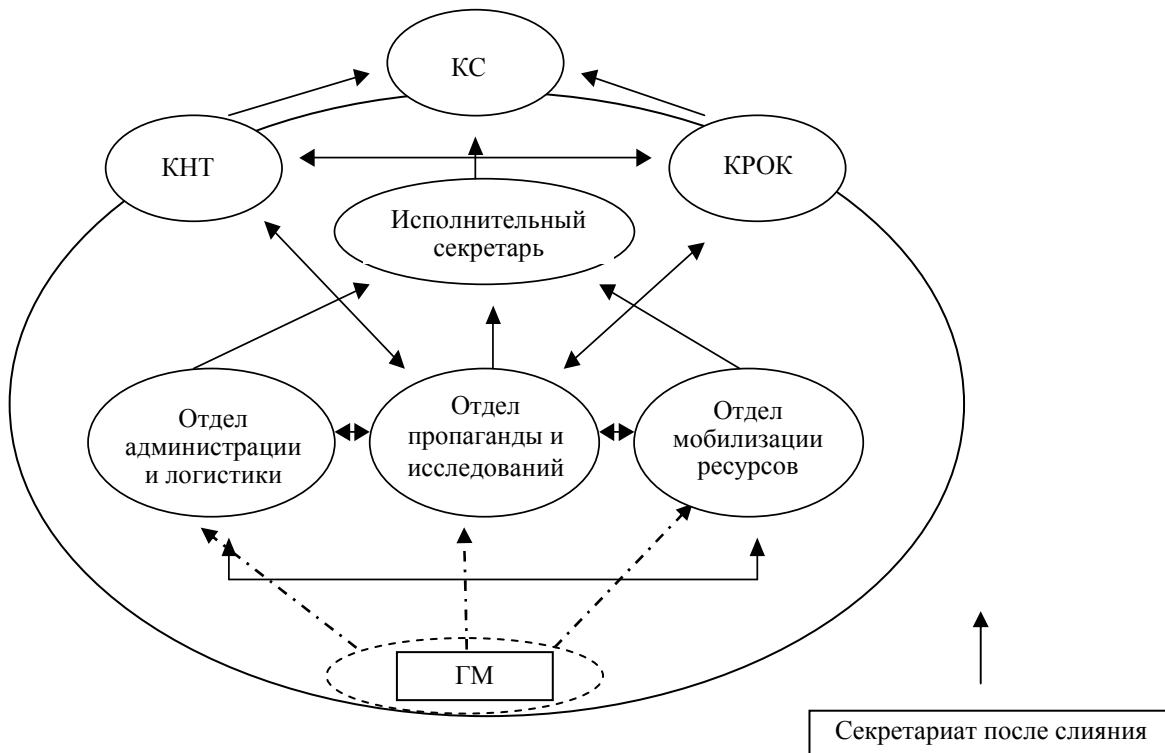 КС
КНТ
КРОК
Исполнительный
секретарь
Отдел
администрации
и логистики
Отдел
пропаганды и
исследований
Отдел
мобилизации
ресурсов
ГМ
Секретариат после слияния